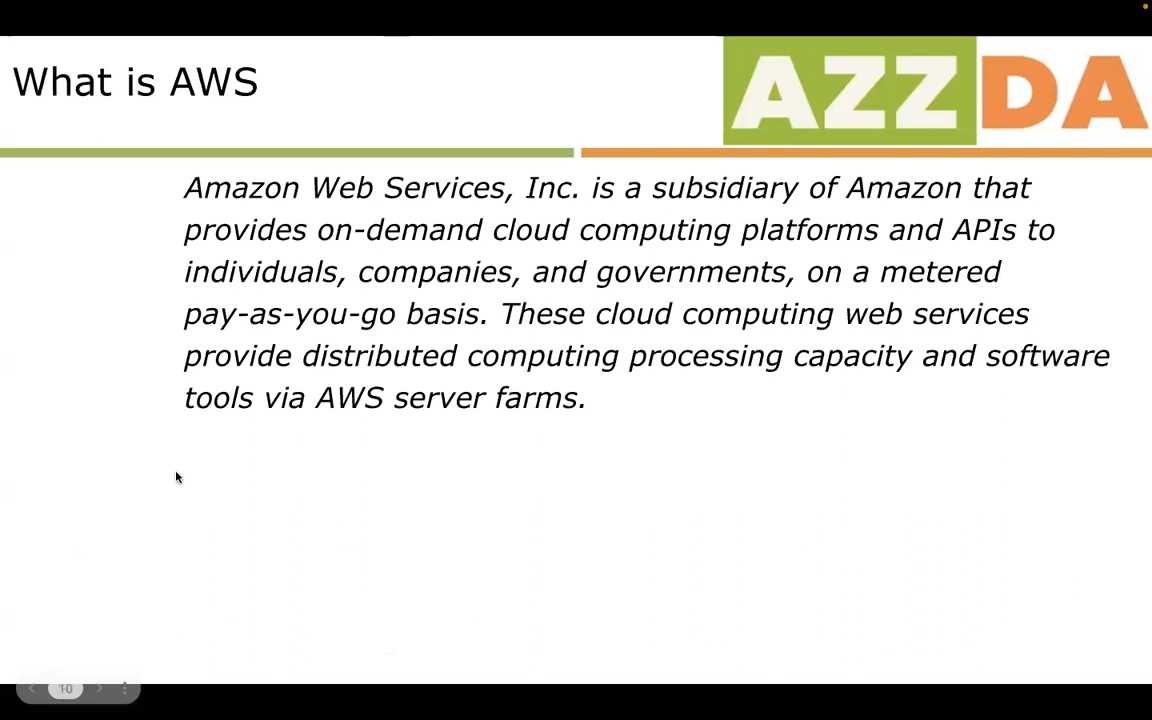 What is AWS
AZZDA
Amazon Web Services, Inc. is a subsidiary of Amazon that
provides on-demand cloud computing platforms and APIs to
individuals, companies, and governments, on a metered
pay-as-you-go basis. These cloud computing web services
provide distributed computing processing capacity and software
tools via AWS server farms.
10